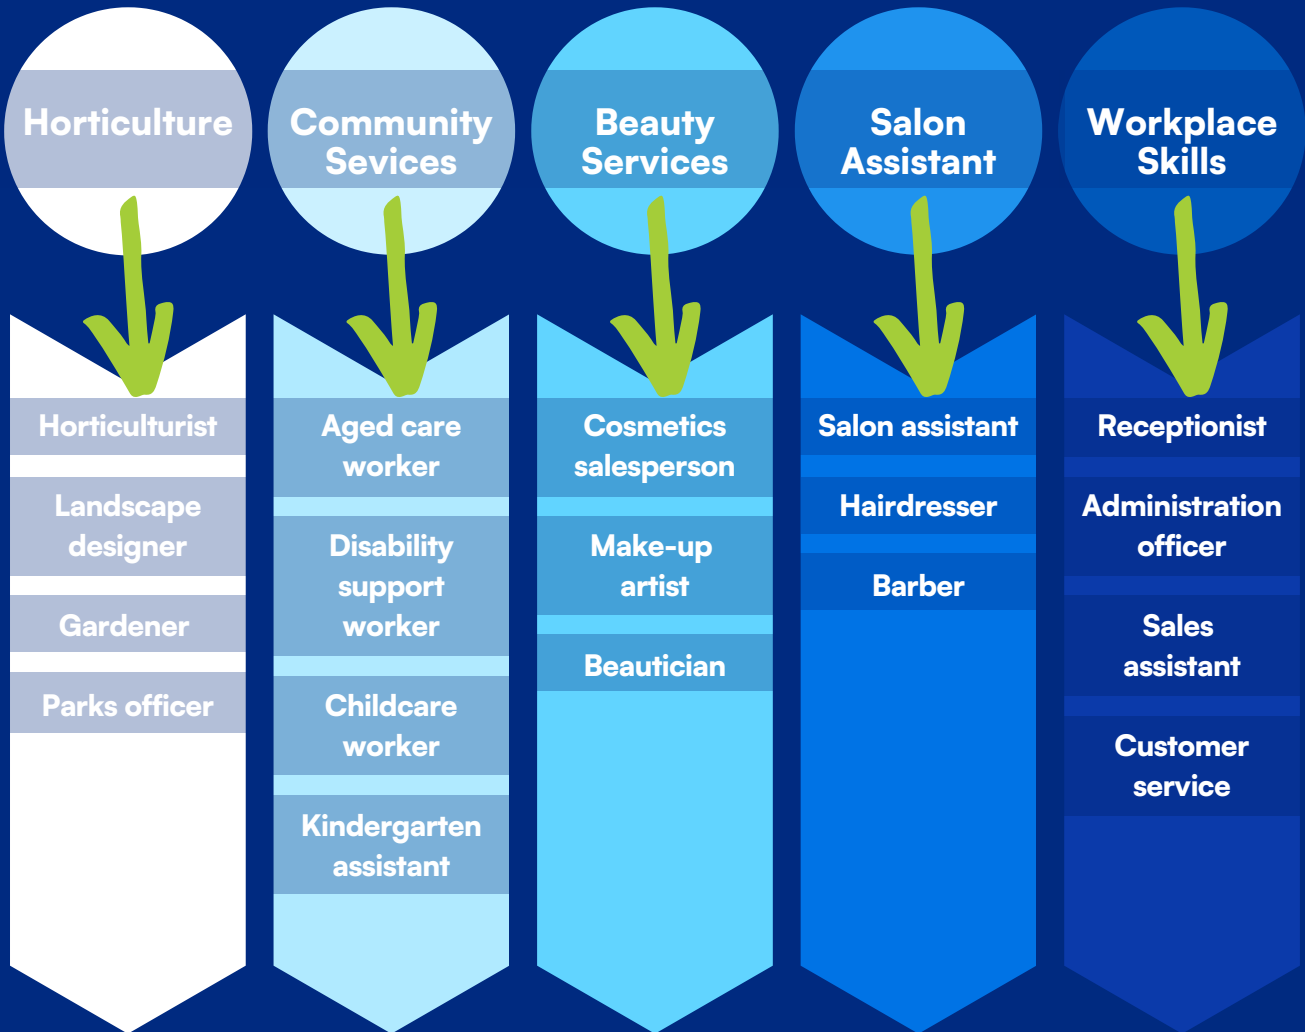 Horticulture
Community
Sevices
Beauty
Services
Salon
Assistant
Workplace
Skills
Horticulturist
Landscape
designer
Gardener
Parks officer
Aged care
worker
Disability
support
worker
Childcare
worker
Kindergarten
assistant
Cosmetics
salesperson
Make-up
artist
Beautician
Salon assistant
Hairdresser
Barber
Receptionist
Administration
officer
Sales
assistant
Customer
service